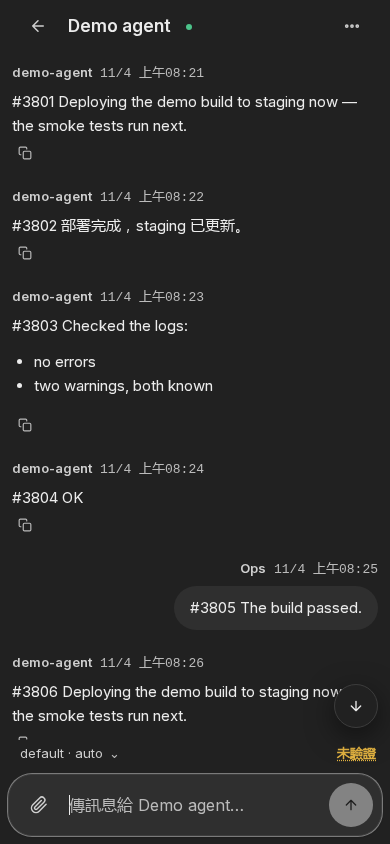 Demo agent
demo-agent 11/4 上午08:21
#3801 Deploying the demo build to staging now —
the smoke tests run next.
demo-agent 11/4 上午08:22
#3802 部署完成，staging 已更新。
demo-agent 11/4 上午08:23
#3803 Checked the logs:
• no errors
• two warnings, both known
demo-agent 11/4 上午08:24
#3804 OK
Ops 11/4 上午08:25
#3805 The build passed.
demo-agent 11/4 上午08:26
#3806 Deploying the demo build to staging now
the smoke tests run next.
default · auto
未驗證
傳訊息給 Demo agent…